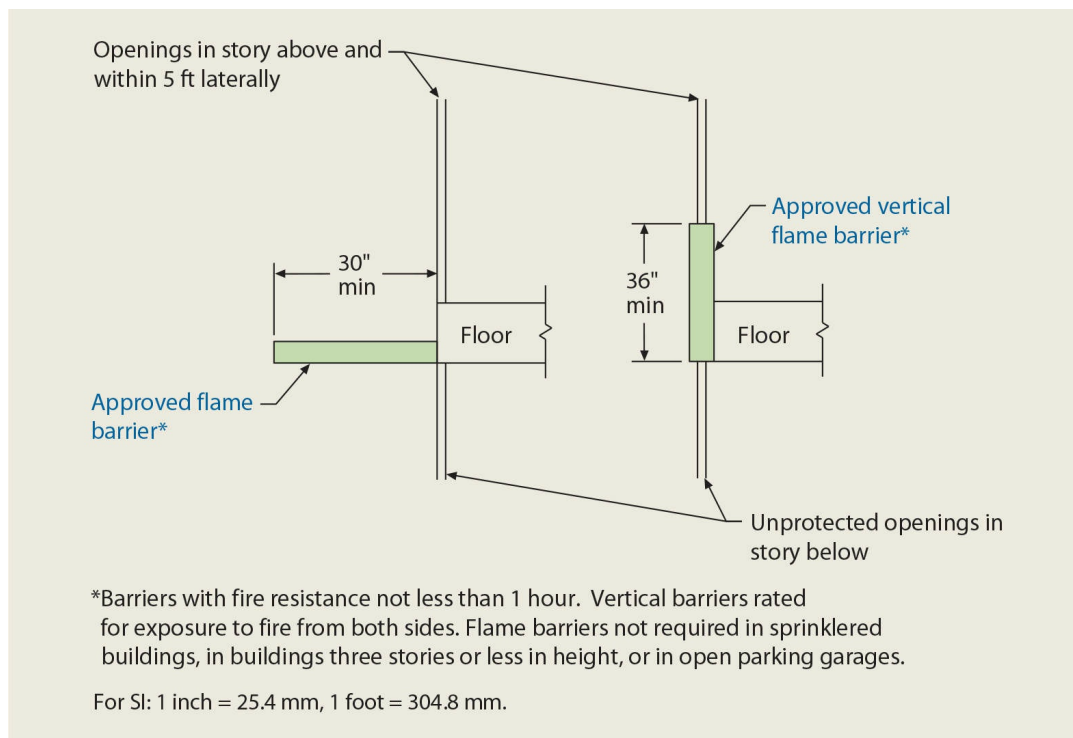 Openings in story above and
within 5 ft laterally
30"
min
Floor
Approved flame
barrier*
36"
min
Approved vertical
flame barrier*
Floor
Unprotected openings in
story below
*Barriers with fire resistance not less than 1 hour. Vertical barriers rated
for exposure to fire from both sides. Flame barriers not required in sprinklered
buildings, in buildings three stories or less in height, or in open parking garages.
For SI: 1 inch = 25.4 mm, 1 foot = 304.8 mm.